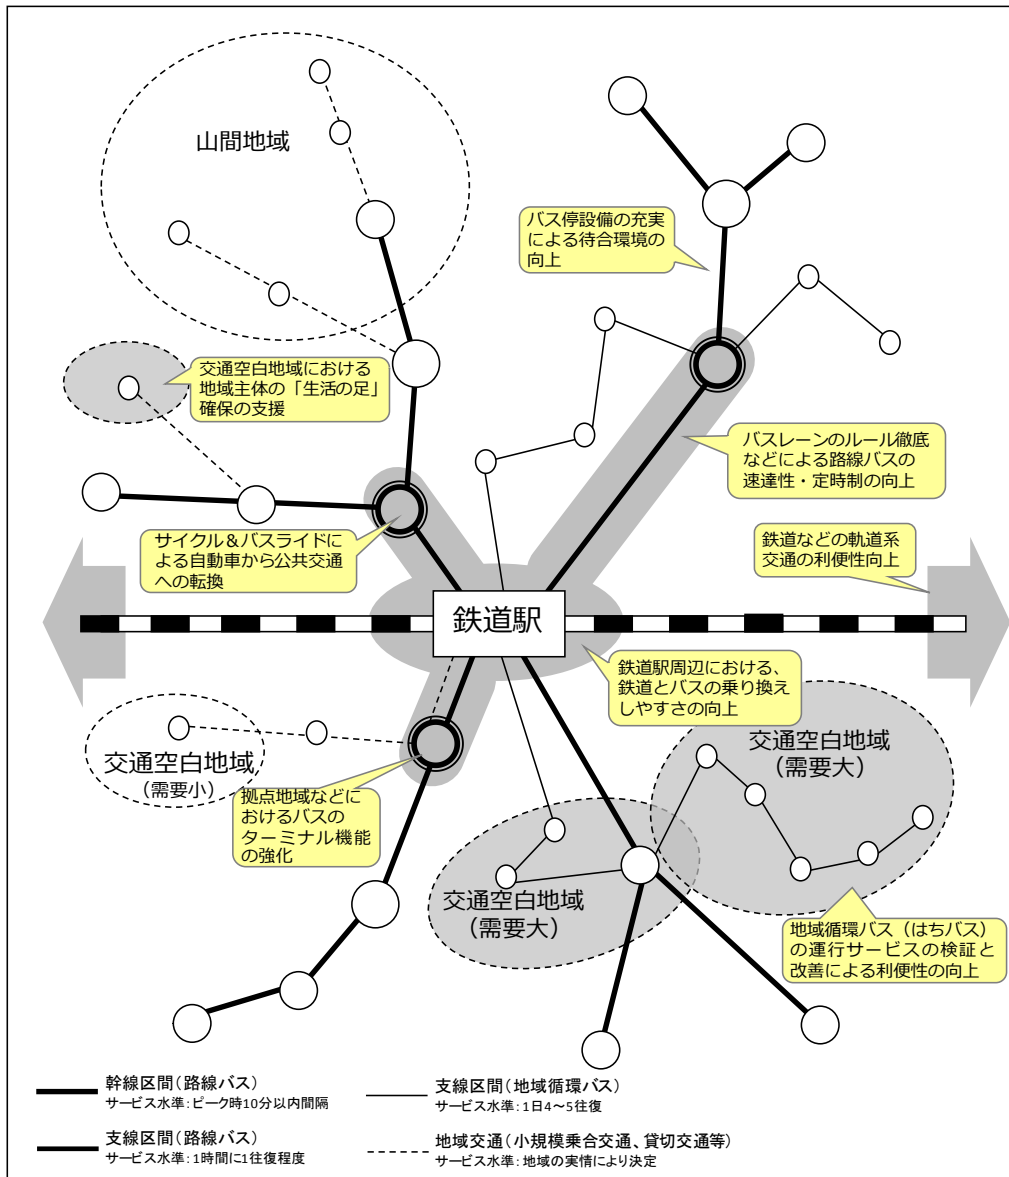 山間地域
バス停設備の充実
による待合環境の
向上
交通空白地域における
地域主体の「生活の足」
確保の支援
バスレーンのルール徹底
などによる路線バスの
速達性・定時制の向上
サイクル＆バスライドに
よる自動車から公共交通
への転換
鉄道などの軌道系
交通の利便性向上
鉄道駅
鉄道駅周辺における、
鉄道とバスの乗り換え
しやすさの向上
交通空白地域
（需要小）
交通空白地域
（需要大）
拠点地域などに
おけるバスの
ターミナル機能
の強化
交通空白地域
（需要大）
地域循環バス（はちバス）
の運行サービスの検証と
改善による利便性の向上
幹線区間（路線バス）
サービス水準：ピーク時10分以内間隔
支線区間（路線バス）
サービス水準：1時間に1往復程度
支線区間（地域循環バス）
サービス水準：1日4～5往復
地域交通（小規模乗合交通、貸切交通等）
サービス水準：地域の実情により決定